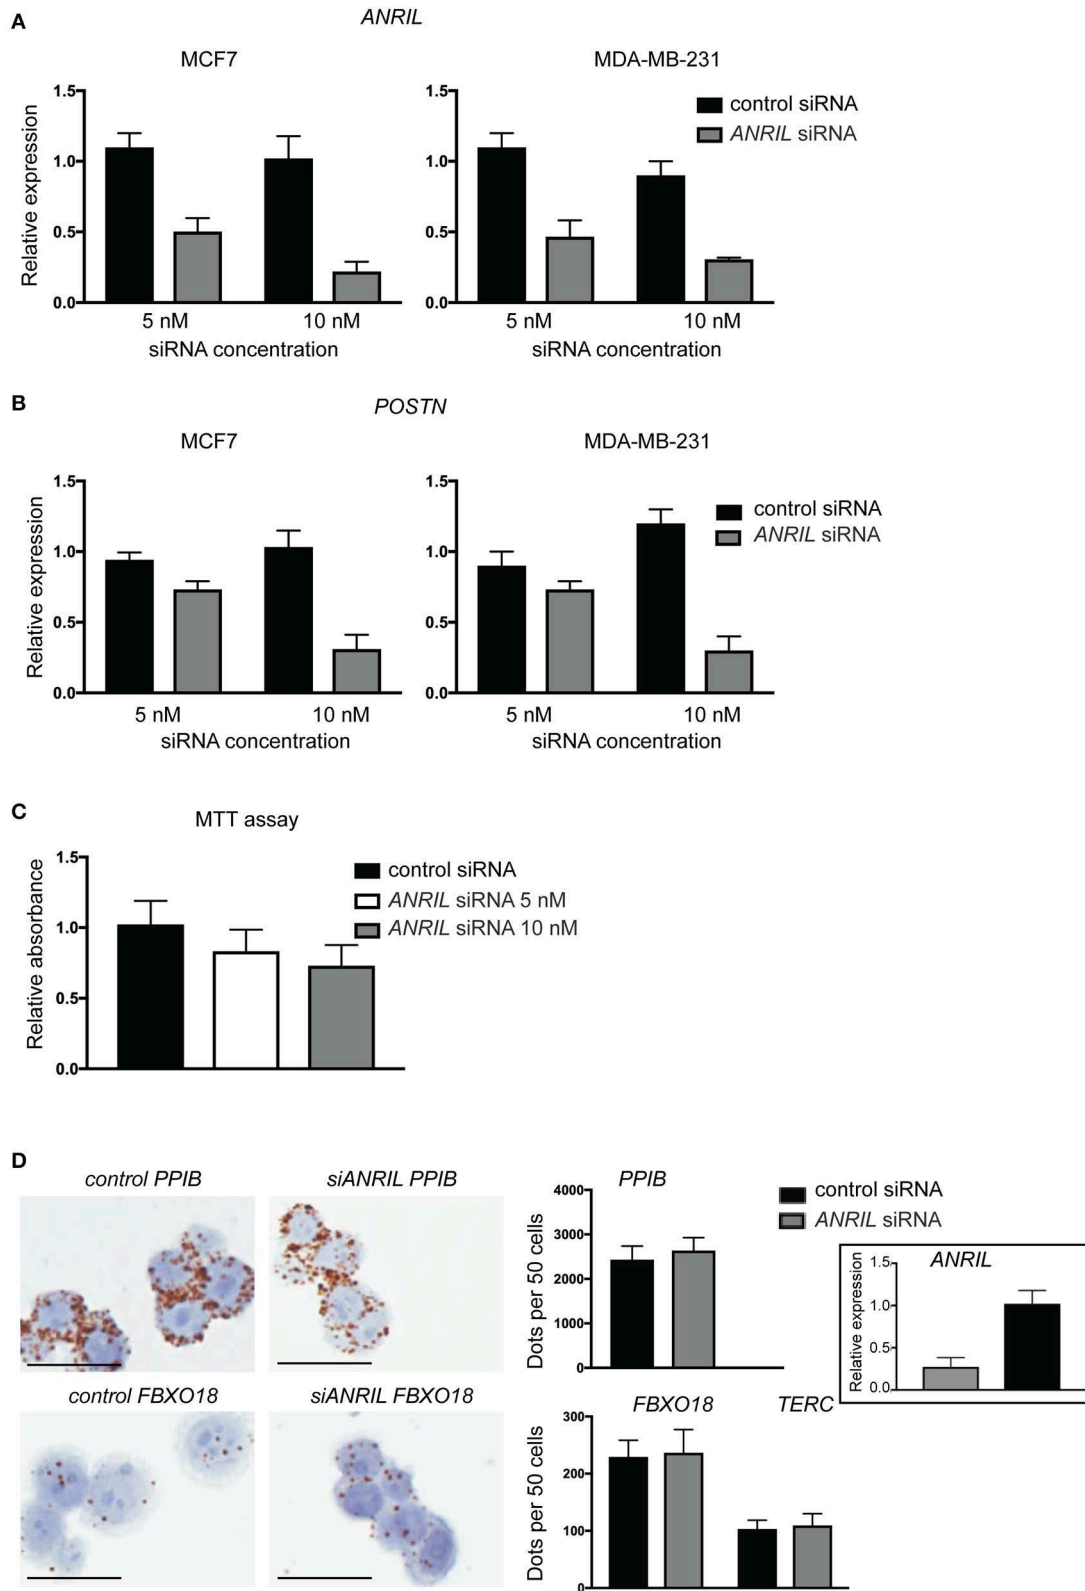 A
ANRIL
MCF7
MDA-MB-231
1.5
1.0
0.5
0.0
Relative expression
5 nM
10 nM
siRNA concentration
1.5
1.0
0.5
0.0
5 nM
10 nM
siRNA concentration
control siRNA
ANRIL siRNA
B
POSTN
MCF7
MDA-MB-231
1.5
1.0
0.5
0.0
Relative expression
5 nM
10 nM
siRNA concentration
1.5
1.0
0.5
0.0
5 nM
10 nM
siRNA concentration
control siRNA
ANRIL siRNA
C
MTT assay
1.5
1.0
0.5
0.0
Relative absorbance
control siRNA
ANRIL siRNA 5 nM
ANRIL siRNA 10 nM
D
control PPIB
siANRIL PPIB
control FBXO18
siANRIL FBXO18
PPIB
4000
3000
2000
1000
0
Dots per 50 cells
control siRNA
ANRIL siRNA
ANRIL
1.5
1.0
0.5
0.0
Relative expression
FBXO18
TERC
300
200
100
0
Dots per 50 cells